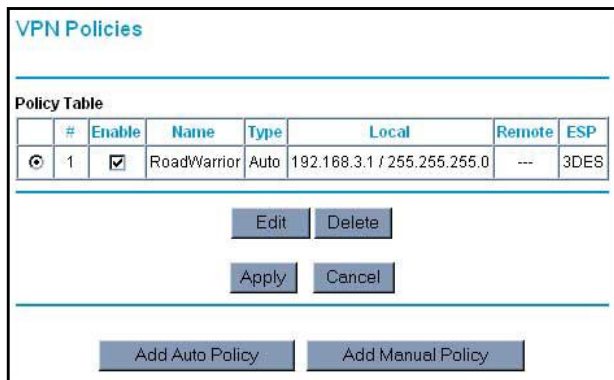 VPN Policies
Policy Table
# Enable Name Type Local Remote ESP
1 RoadWarrior Auto 192.168.3.1 / 255.255.255.0 --- 3DES
Edit Delete
Apply Cancel
Add Auto Policy Add Manual Policy